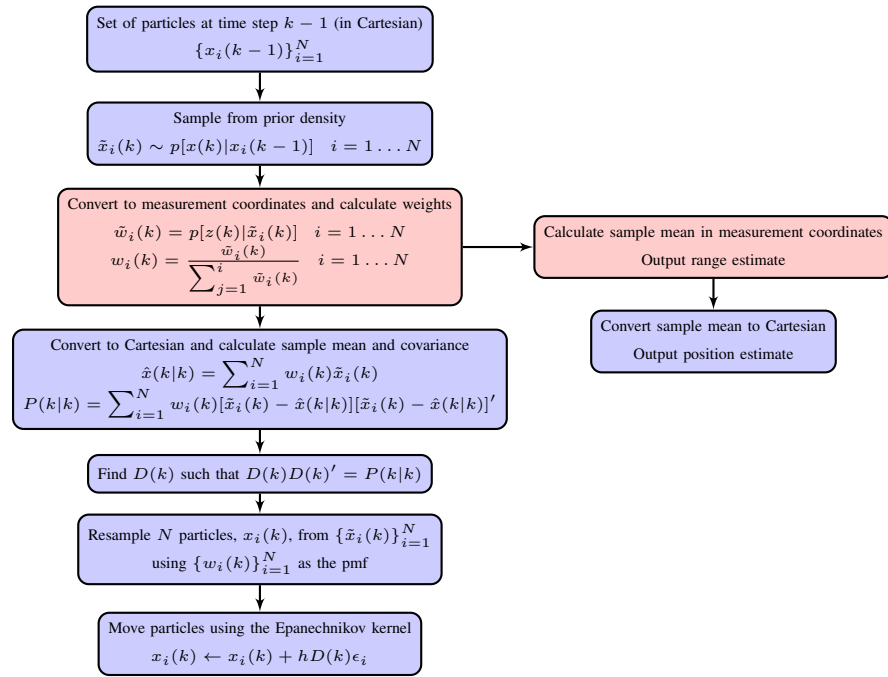 Set of particles at time step k − 1 (in Cartesian)
{x_i(k − 1)}_{i=1}^{N}
Sample from prior density
x̃_i(k) ∼ p[x(k)|x_i(k − 1)]   i = 1 . . . N
Convert to measurement coordinates and calculate weights
w̃_i(k) = p[z(k)|x̃_i(k)]   i = 1 . . . N
w_i(k) = \frac{w̃_i(k)}{∑_{j=1}^{i} w̃_i(k)}   i = 1 . . . N
Calculate sample mean in measurement coordinates
Output range estimate
Convert sample mean to Cartesian
Output position estimate
Convert to Cartesian and calculate sample mean and covariance
x̂(k|k) = ∑_{i=1}^{N} w_i(k)x̃_i(k)
P(k|k) = ∑_{i=1}^{N} w_i(k)[x̃_i(k) − x̂(k|k)][x̃_i(k) − x̂(k|k)]′
Find D(k) such that D(k)D(k)′ = P(k|k)
Resample N particles, x_i(k), from {x̃_i(k)}_{i=1}^{N}
using {w_i(k)}_{i=1}^{N} as the pmf
Move particles using the Epanechnikov kernel
x_i(k) ← x_i(k) + hD(k)ϵ_i